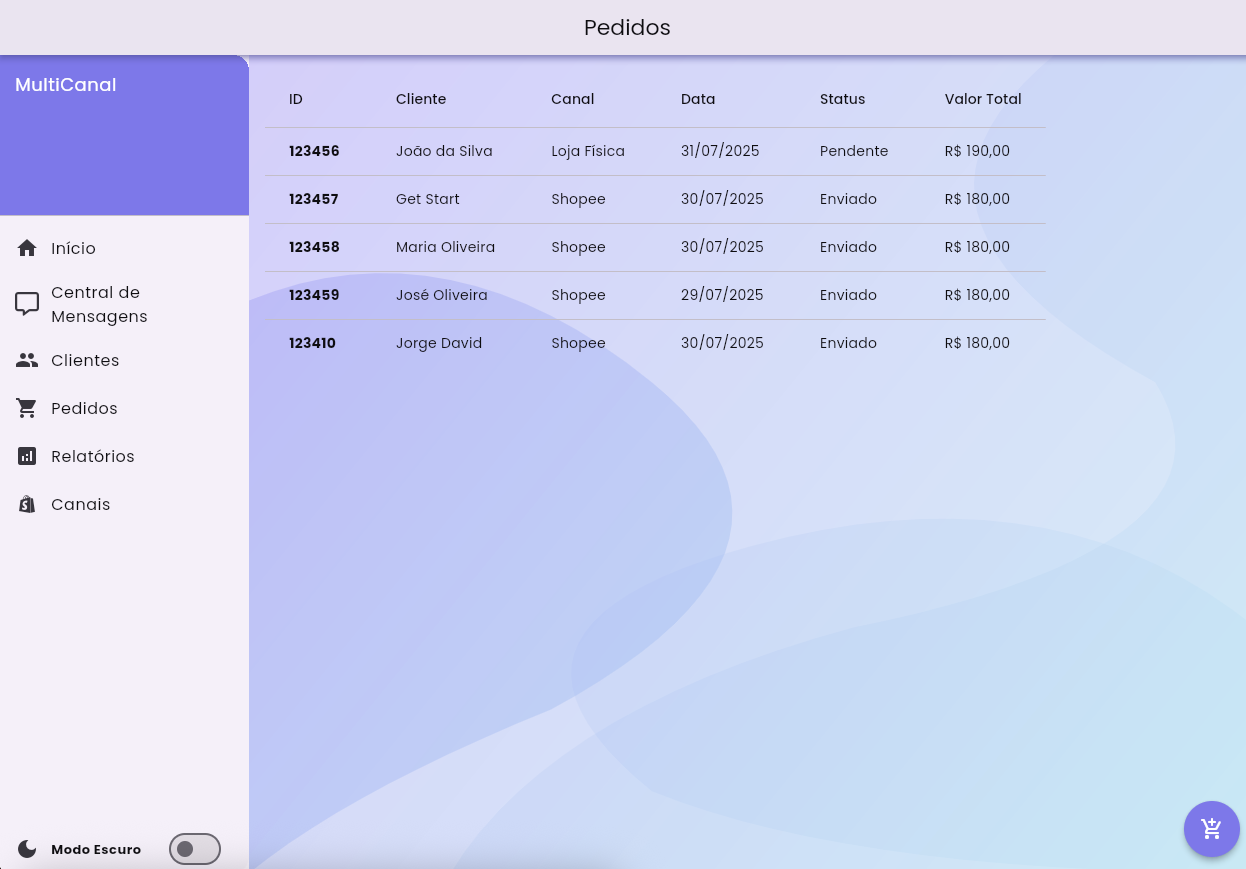 Pedidos
MultiCanal
Início
Central de
Mensagens
Clientes
Pedidos
Relatórios
Canais
Modo Escuro
ID Cliente Canal Data Status Valor Total
123456 João da Silva Loja Física 31/07/2025 Pendente R$ 190,00
123457 Get Start Shopee 30/07/2025 Enviado R$ 180,00
123458 Maria Oliveira Shopee 30/07/2025 Enviado R$ 180,00
123459 José Oliveira Shopee 29/07/2025 Enviado R$ 180,00
123410 Jorge David Shopee 30/07/2025 Enviado R$ 180,00